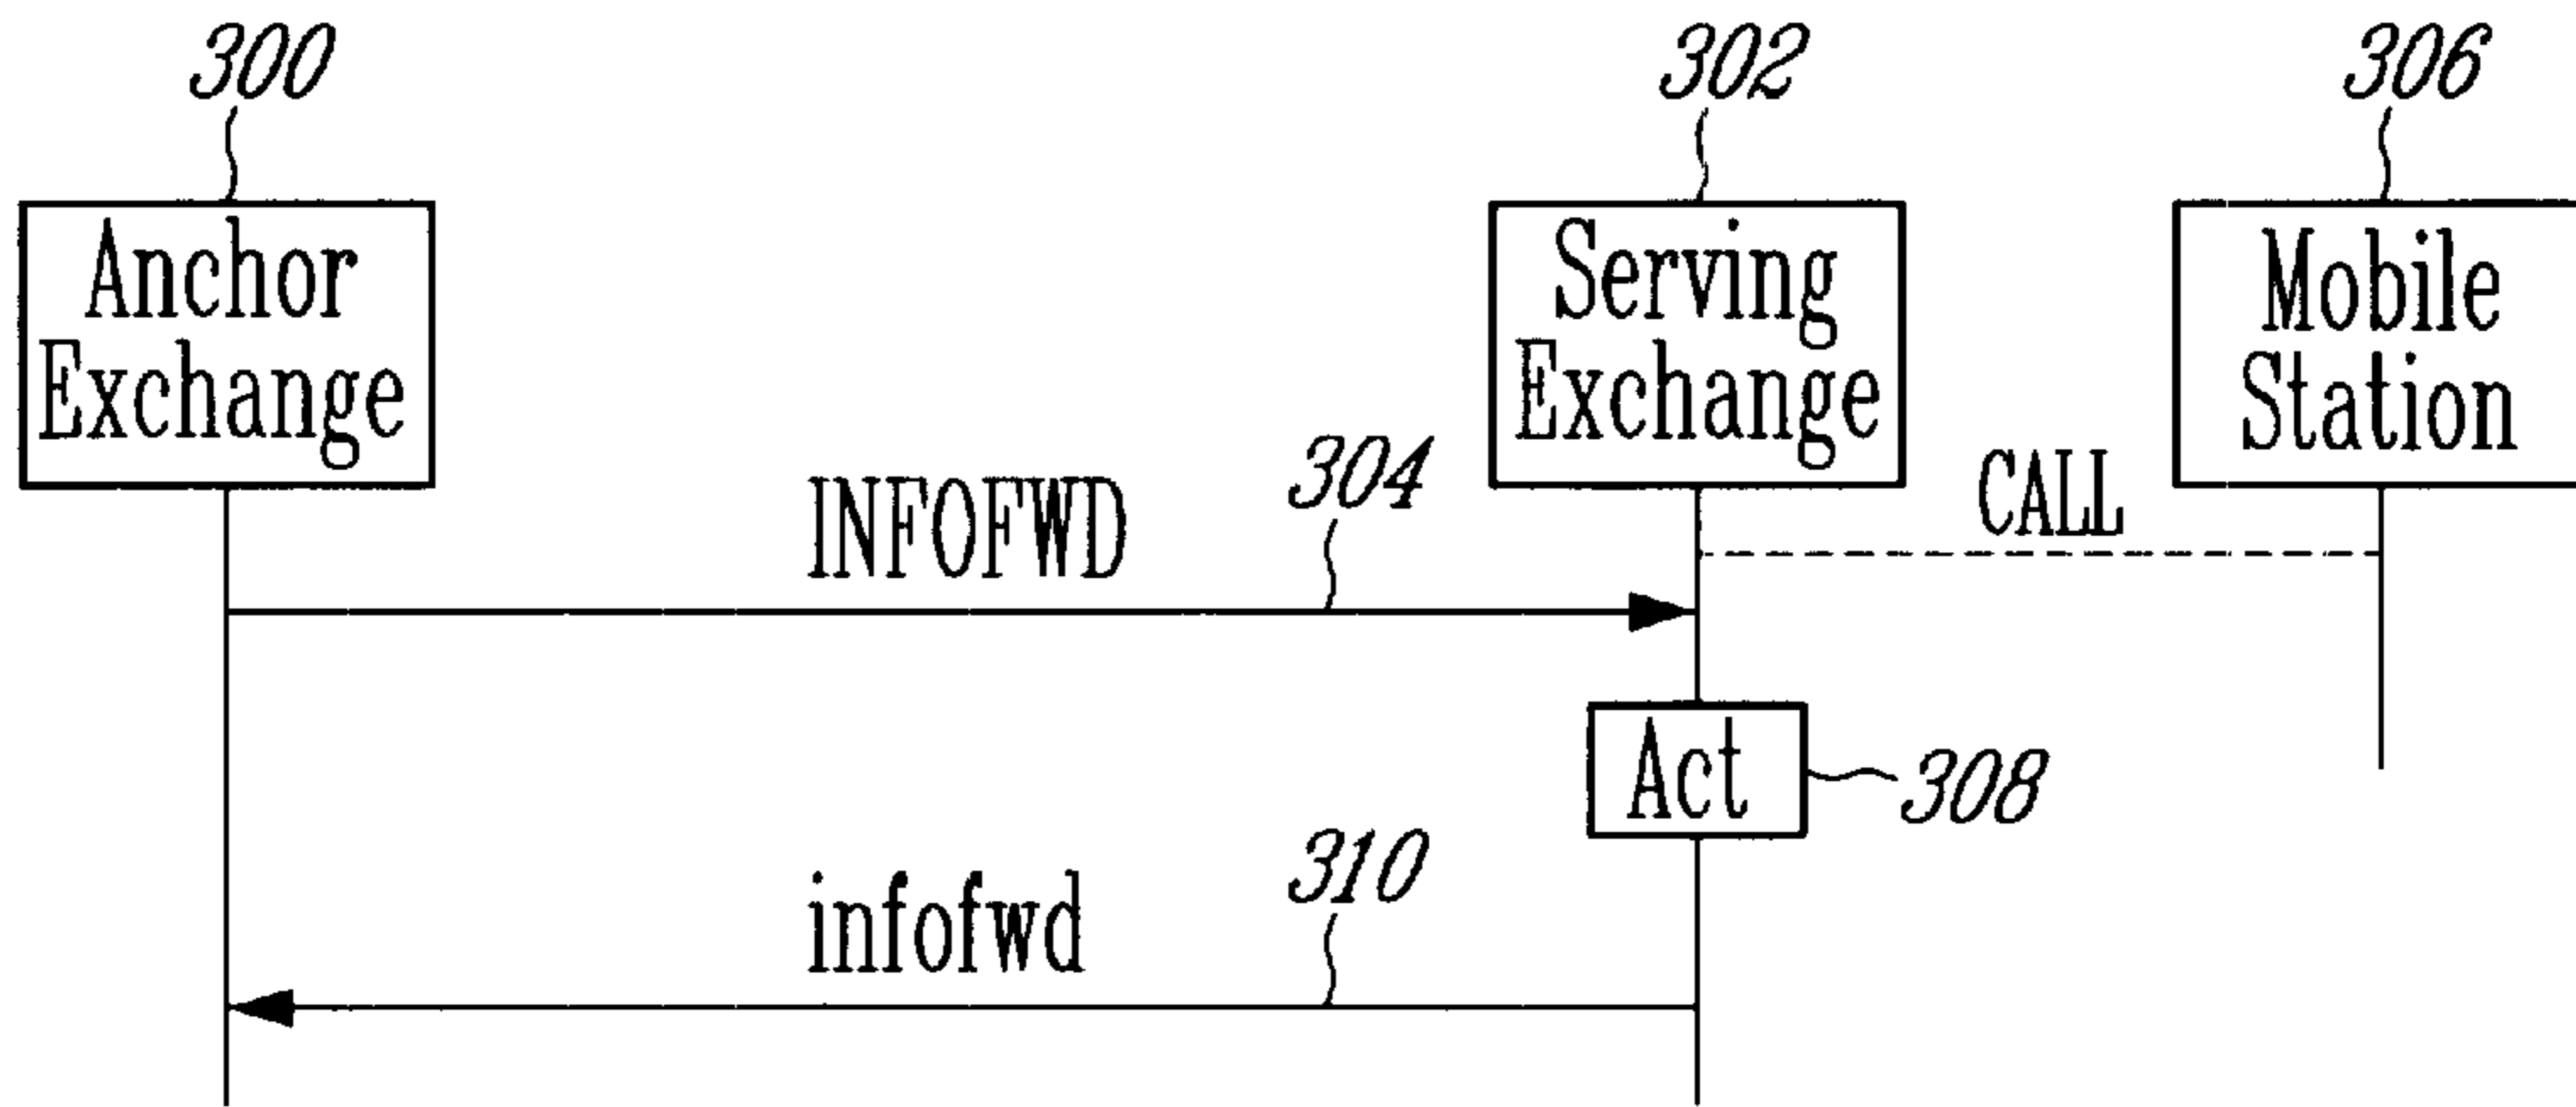 300
302
306
Anchor
Exchange
Serving
Exchange
Mobile
Station
304
CALL
INFOFWD
Act
308
310
infofwd